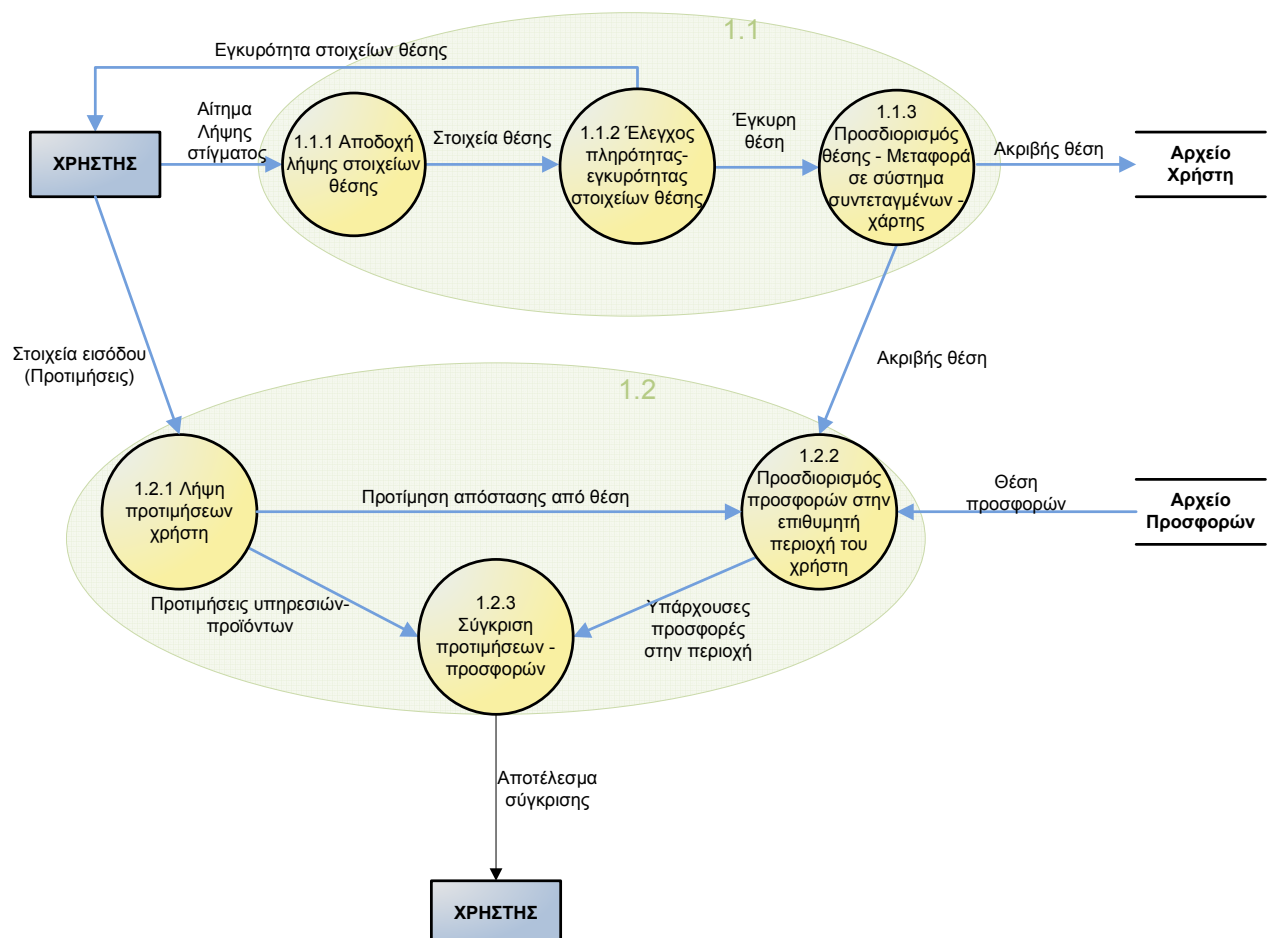 1.1
Εγκυρότητα στοιχείων θέσης
Αίτημα
Λήψης
στίγματος
ΧΡΗΣΤΗΣ
1.1.1 Αποδοχή
λήψης στοιχείων
θέσης
Στοιχεία θέσης
1.1.2 Έλεγχος
πληρότητας-
εγκυρότητας
στοιχείων θέσης
Έγκυρη
θέση
1.1.3
Προσδιορισμός
θέσης - Μεταφορά
σε σύστημα
συντεταγμένων -
χάρτης
Ακριβής θέση
Αρχείο
Χρήστη
Στοιχεία εισόδου
(Προτιμήσεις)
Ακριβής θέση
1.2
1.2.1 Λήψη
προτιμήσεων
χρήστη
Προτίμηση απόστασης από θέση
1.2.2
Προσδιορισμός
προσφορών στην
επιθυμητή
περιοχή του
χρήστη
Θέση
προσφορών
Αρχείο
Προσφορών
Προτιμήσεις υπηρεσιών-
προϊόντων
1.2.3
Σύγκριση
προτιμήσεων -
προσφορών
Υπάρχουσες
προσφορές
στην περιοχή
Αποτέλεσμα
σύγκρισης
ΧΡΗΣΤΗΣ